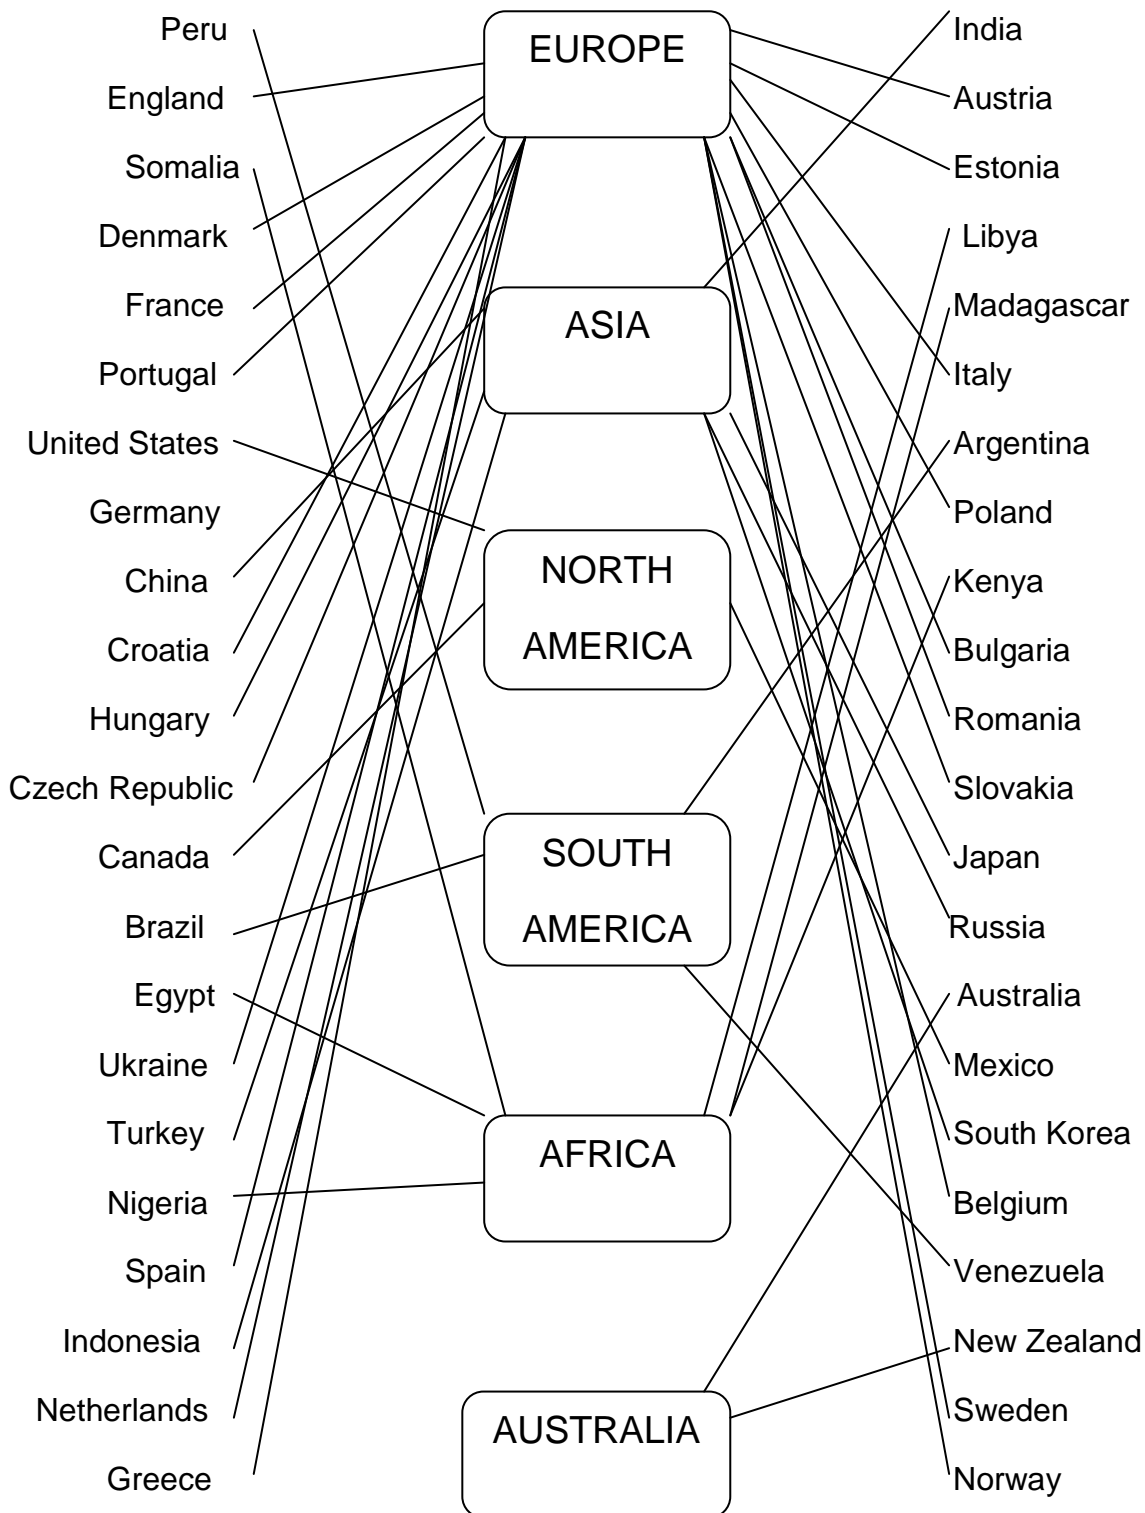 Peru
England
Somalia
Denmark
France
Portugal
United States
Germany
China
Croatia
Hungary
Czech Republic
Canada
Brazil
Egypt
Ukraine
Turkey
Nigeria
Spain
Indonesia
Netherlands
Greece
EUROPE
ASIA
NORTH
AMERICA
SOUTH
AMERICA
AFRICA
AUSTRALIA
India
Austria
Estonia
Libya
Madagascar
Italy
Argentina
Poland
Kenya
Bulgaria
Romania
Slovakia
Japan
Russia
Australia
Mexico
South Korea
Belgium
Venezuela
New Zealand
Sweden
Norway